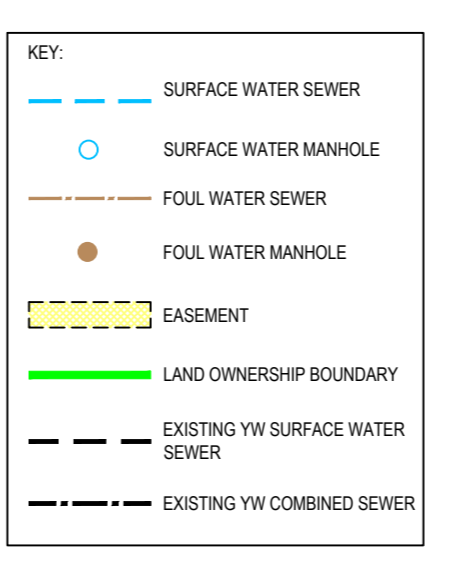 KEY:
SURFACE WATER SEWER
SURFACE WATER MANHOLE
FOUL WATER SEWER
FOUL WATER MANHOLE
EASEMENT
LAND OWNERSHIP BOUNDARY
EXISTING YW SURFACE WATER
SEWER
EXISTING YW COMBINED SEWER